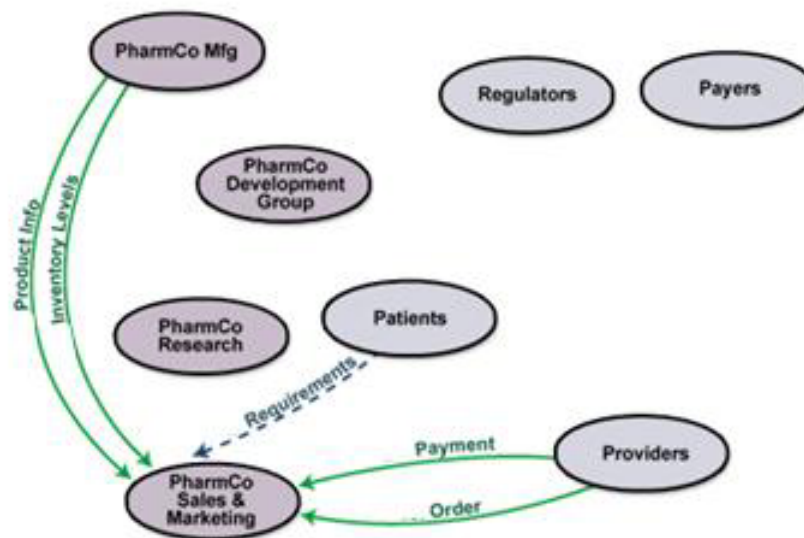 PharmCo Mfg
Regulators
Payers
PharmCo
Development
Group
Product Info
Inventory Levels
PharmCo
Research
Patients
Requirements
Payment
Providers
PharmCo
Sales &
Marketing
Order